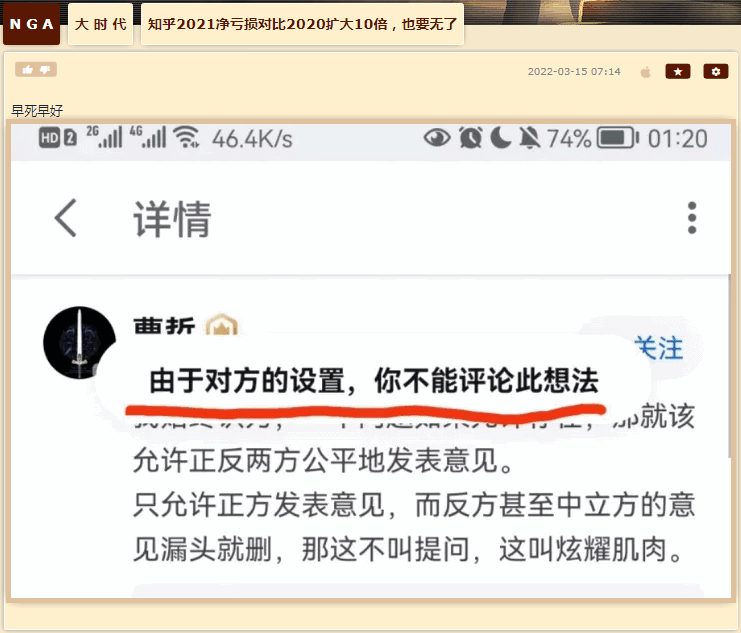 NGA
大时代
知乎2021净亏损对比2020扩大10倍，也要无了
2022-03-15 07:14
早死早好
HD 2 2G 4G 46.4K/s 74% 01:20
详情
曹哲
关注
由于对方的设置，你不能评论此想法
那就该
允许正反两方公平地发表意见。
只允许正方发表意见，而反方甚至中立方的意
见漏头就删，那这不叫提问，这叫炫耀肌肉。